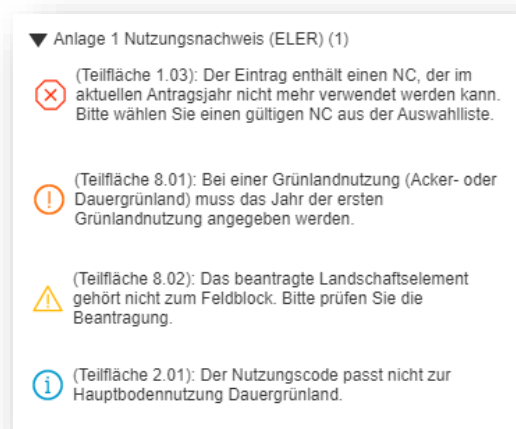 Anlage 1 Nutzungsnachweis (ELER) (1)
(Teilfläche 1.03): Der Eintrag enthält einen NC, der im
aktuellen Antragsjahr nicht mehr verwendet werden kann.
Bitte wählen Sie einen gültigen NC aus der Auswahlliste.
(Teilfläche 8.01): Bei einer Grünlandnutzung (Acker- oder
Dauergrünland) muss das Jahr der ersten
Grünlandnutzung angegeben werden.
(Teilfläche 8.02): Das beantragte Landschaftselement
gehört nicht zum Feldblock. Bitte prüfen Sie die
Beantragung.
(Teilfläche 2.01): Der Nutzungscode passt nicht zur
Hauptbodennutzung Dauergrünland.